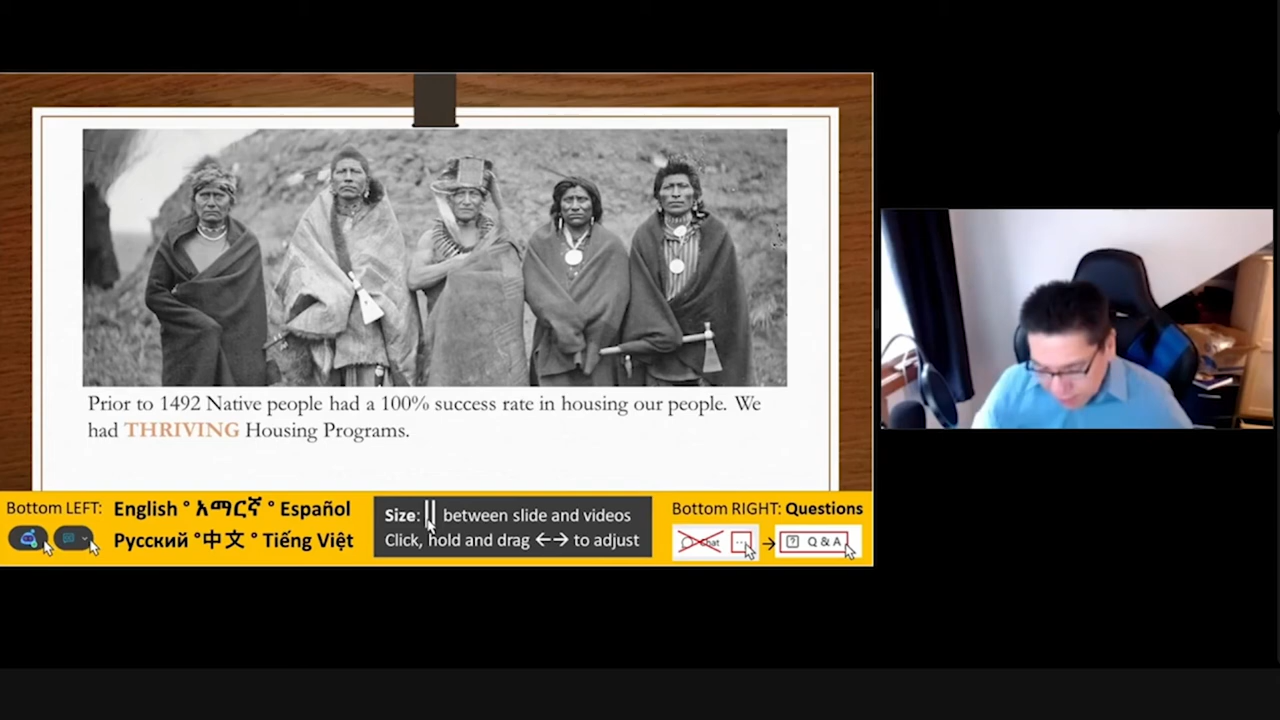 Prior to 1492 Native people had a 100% success rate in housing our people. We
had THRIVING Housing Programs.
Bottom LEFT: English ° አማርኛ ° Español
Русский ° 中文 ° Tiếng Việt
Size: || between slide and videos
Click, hold and drag ←→ to adjust
Bottom RIGHT: Questions
Chat ... → ? Q & A